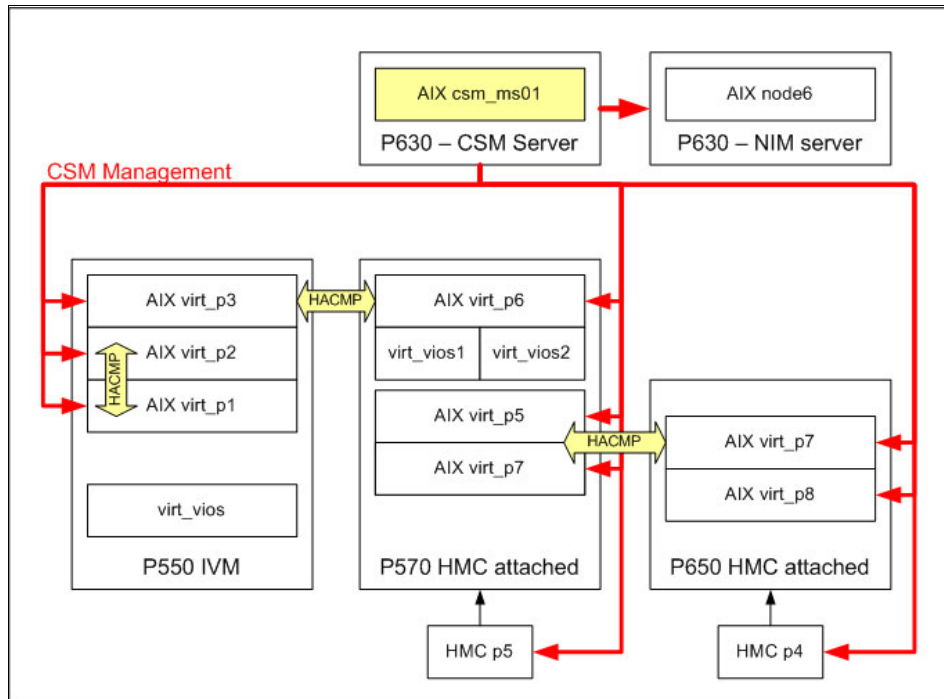 AIX csm_ms01
AIX node6
P630 – CSM Server
P630 – NIM server
CSM Management
AIX virt_p3
HACMP
AIX virt_p6
AIX virt_p2
virt_vios1
virt_vios2
HACMP
AIX virt_p1
AIX virt_p5
HACMP
AIX virt_p7
AIX virt_p7
AIX virt_p8
virt_vios
P550 IVM
P570 HMC attached
P650 HMC attached
HMC p5
HMC p4